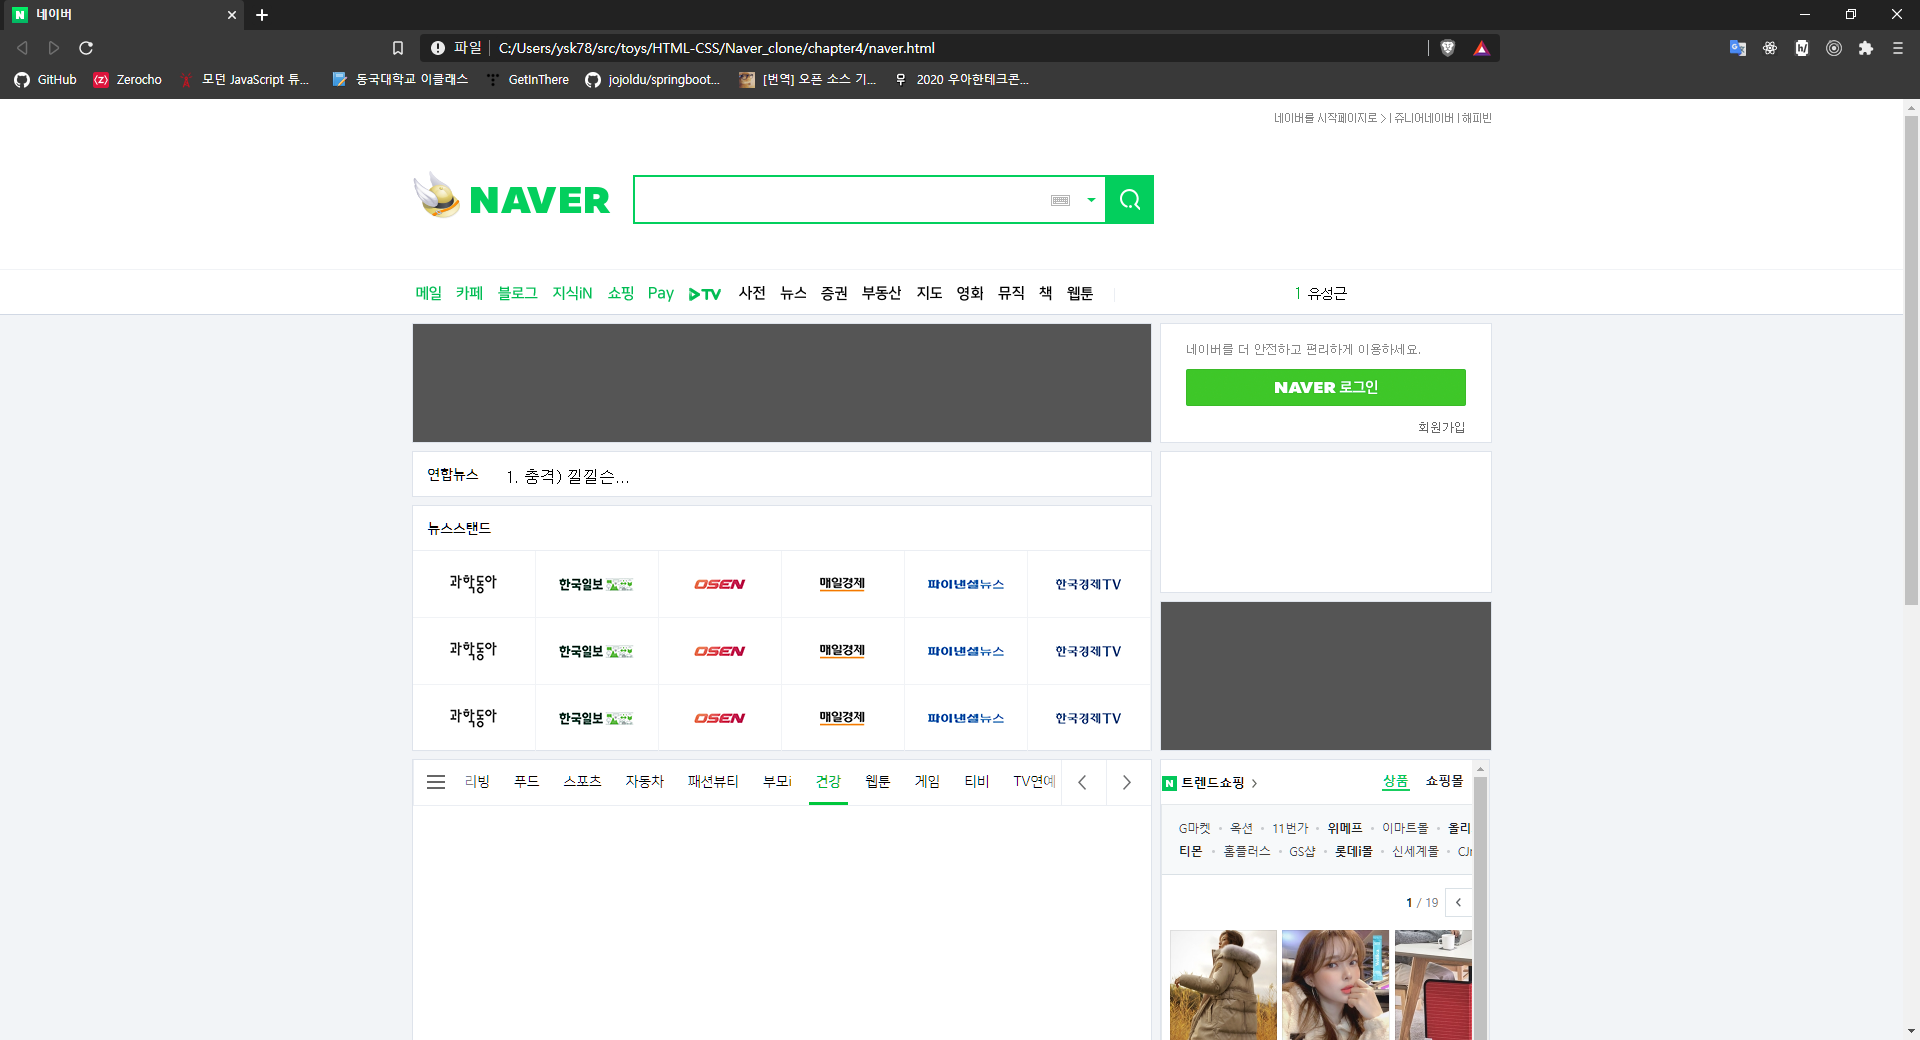 네이버
파일 C:/Users/ysk78/src/toys/HTML-CSS/Naver_clone/chapter4/naver.html
GitHub Zerocho 모던 JavaScript 튜... 동국대학교 이클래스 GetInThere jojoldu/springboot... [번역] 오픈 소스 기... 2020 우아한테크콘...
네이버를 시작페이지로 > | 쥬니어네이버 | 해피빈
NAVER
메일 카페 블로그 지식iN 쇼핑 Pay TV 사전 뉴스 증권 부동산 지도 영화 뮤직 책 웹툰 1 유성근
네이버를 더 안전하고 편리하게 이용하세요.
NAVER 로그인
회원가입
연합뉴스 1. 충격) 낄낄슨...
뉴스스탠드
과학동아 한국일보 OSEN 매일경제 파이낸셜뉴스 한국경제TV
과학동아 한국일보 OSEN 매일경제 파이낸셜뉴스 한국경제TV
과학동아 한국일보 OSEN 매일경제 파이낸셜뉴스 한국경제TV
리빙 푸드 스포츠 자동차 패션뷰티 부모i 건강 웹툰 게임 티비 TV연예
N 트렌드쇼핑 > 상품 쇼핑몰
G마켓 옥션 11번가 위메프 이마트몰 올리
티몬 홈플러스 GS샵 롯데i몰 신세계몰 CJ
1 / 19